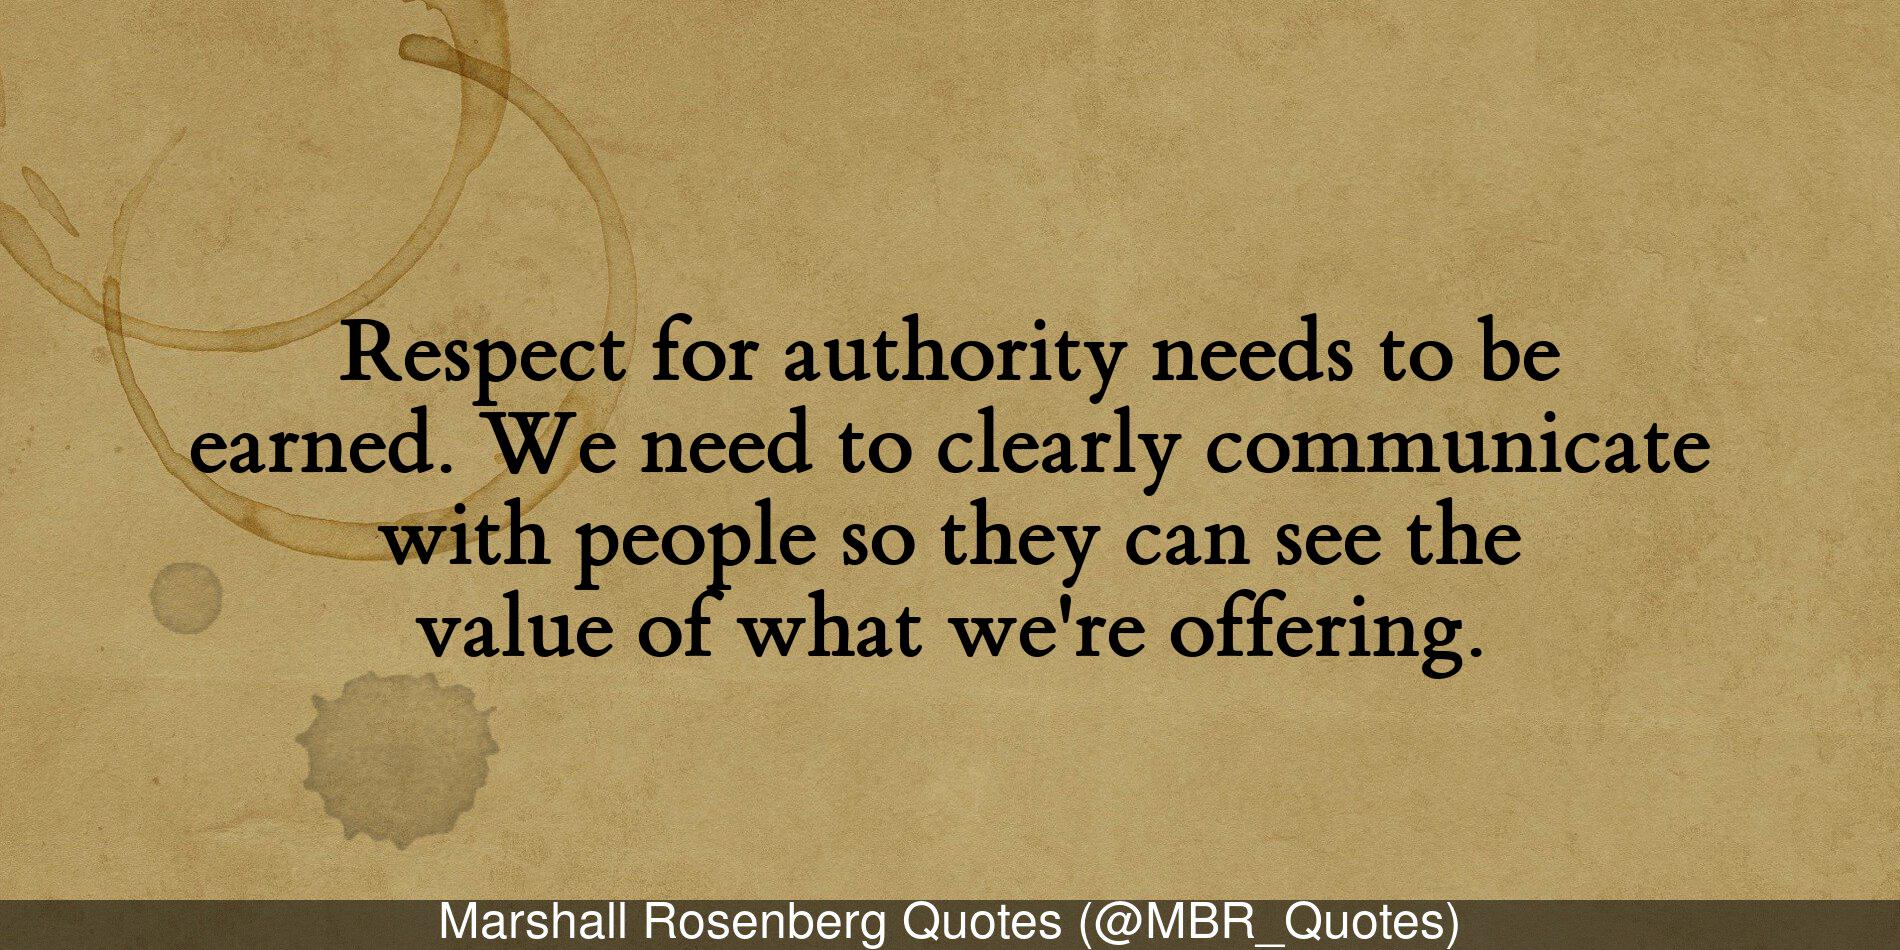 Respect for authority needs to be
earned. We need to clearly communicate
with people so they can see the
value of what we're offering.
Marshall Rosenberg Quotes (@MBR_Quotes)